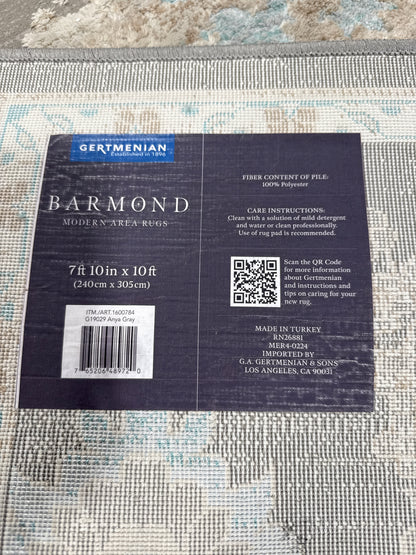 GERTMENIAN
Established in 1896
BARMOND
MODERN AREA RUGS
7ft 10in x 10ft
(240cm x 305cm)
ITM./ART.1600784
G19029 Anya Gray
7 65206 48972 0
FIBER CONTENT OF PILE:
100% Polyester
CARE INSTRUCTIONS:
Clean with a solution of mild detergent
and water or clean professionally.
Use of rug pad is recommended.
Scan the QR Code
for more information
about Gertmenian
and instructions and
tips on caring for your
new rug.
MADE IN TURKEY
RN26881
MER4-0224
IMPORTED BY
G.A. GERTMENIAN & SONS
LOS ANGELES, CA 90031